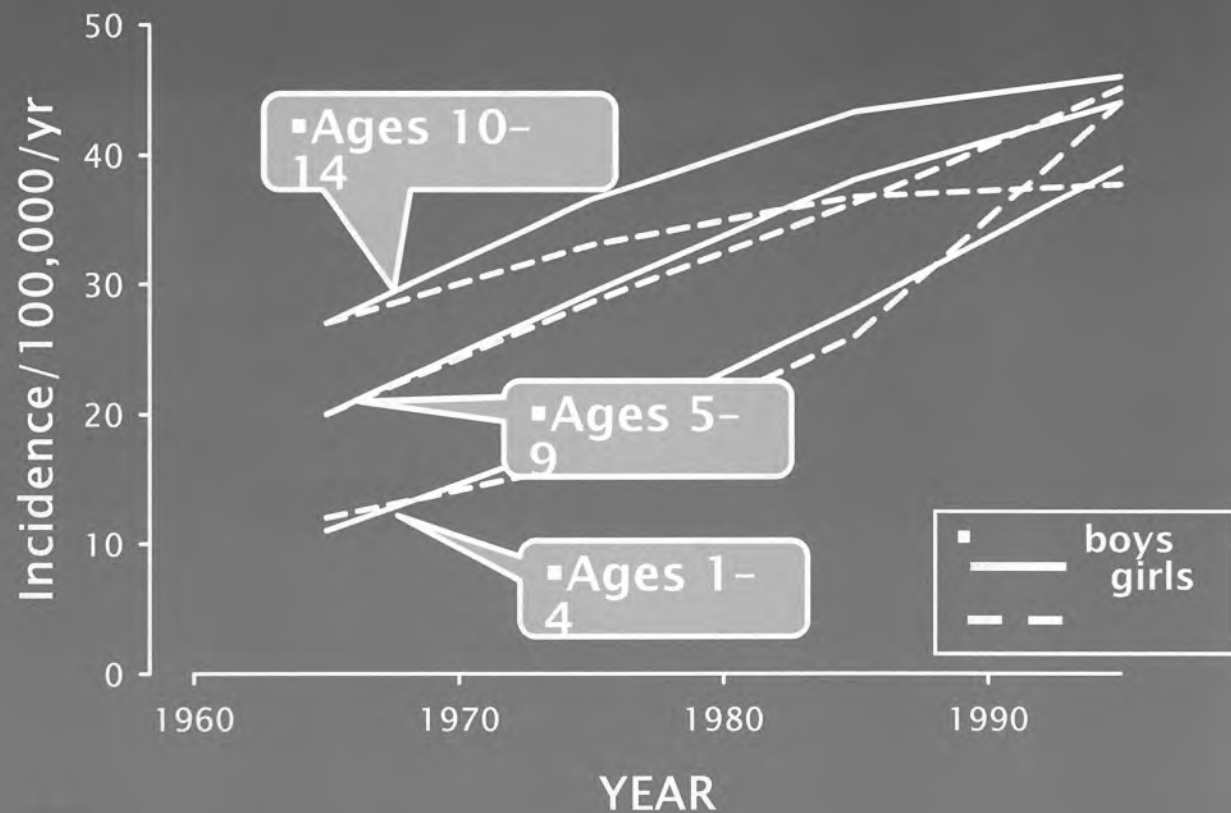 50
40
30
20
10
0
Incidence/100,000/yr
▪Ages 10–
14
▪Ages 5–
9
▪Ages 1–
4
▪ boys
girls
1960 1970 1980 1990
YEAR